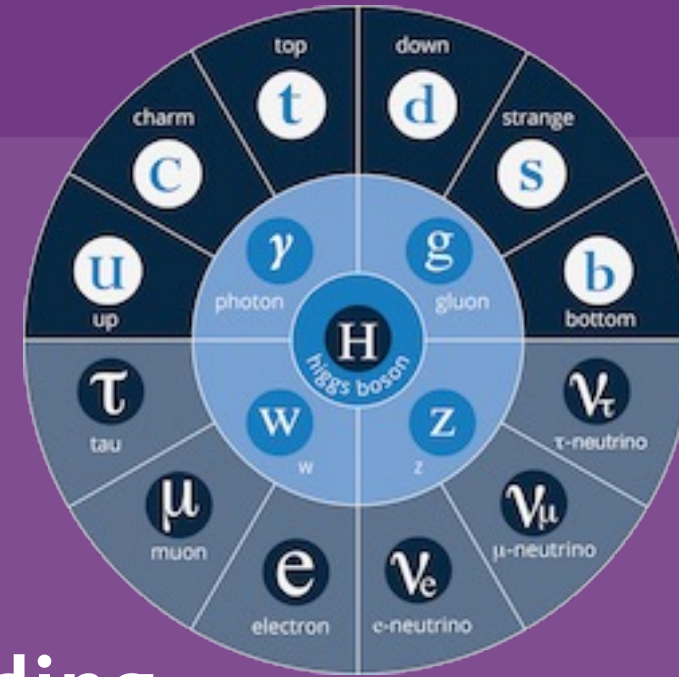 top
down
t
d
charm
strange
c
s
γ
g
u
b
photon
gluon
up
bottom
H
higgs boson
τ
ντ
w
z
tau
τ-neutrino
w
z
μ
νμ
muon
μ-neutrino
e
νe
electron
e-neutrino